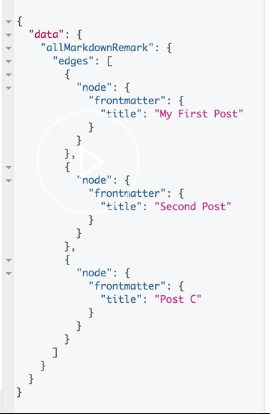 {
"data": {
"allMarkdownRemark": {
"edges": [
{
"node": {
"frontmatter": {
"title": "My First Post"
}
}
},
{
"node": {
"frontmatter": {
"title": "Second Post"
}
}
},
{
"node": {
"frontmatter": {
"title": "Post C"
}
}
}
]
}
}
}